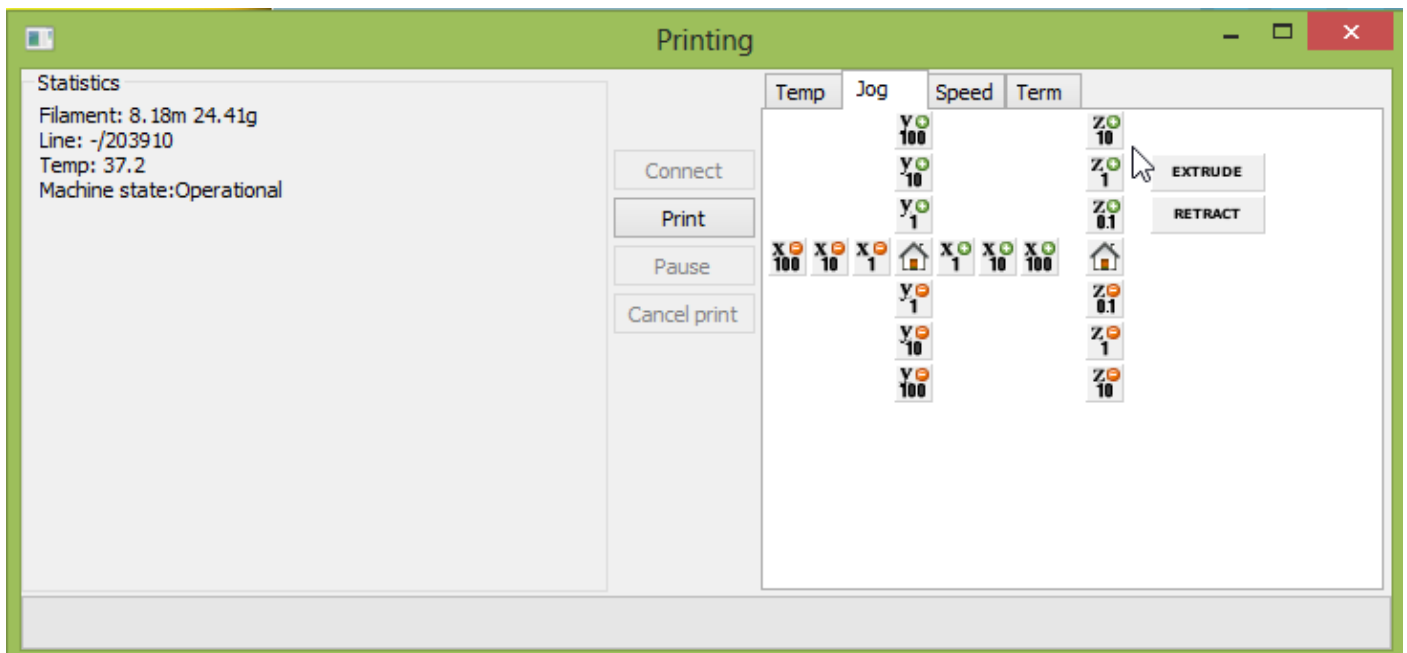 Printing
Statistics
Filament: 8.18m 24.41g
Line: -/203910
Temp: 37.2
Machine state:Operational
Connect
Print
Pause
Cancel print
Temp Jog Speed Term
y 100 z 10
y 10 z 1 EXTRUDE
y 1 z 0.1 RETRACT
x 100 x 10 x 1 x 1 x 10 x 100
y 1 z 0.1
y 10 z 1
y 100 z 10